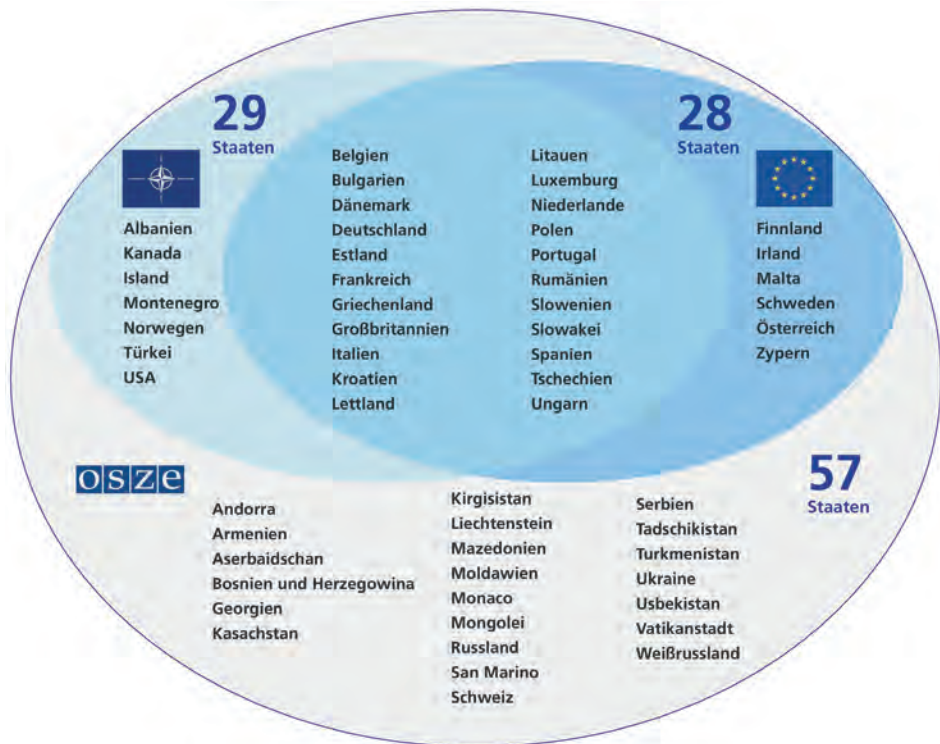 29
Staaten
28
Staaten
Albanien
Kanada
Island
Montenegro
Norwegen
Türkei
USA
Belgien
Bulgarien
Dänemark
Deutschland
Estland
Frankreich
Griechenland
Großbritannien
Italien
Kroatien
Lettland
Litauen
Luxemburg
Niederlande
Polen
Portugal
Rumänien
Slowenien
Slowakei
Spanien
Tschechien
Ungarn
Finnland
Irland
Malta
Schweden
Österreich
Zypern
osze
57
Staaten
Andorra
Armenien
Aserbaidschan
Bosnien und Herzegowina
Georgien
Kasachstan
Kirgisistan
Liechtenstein
Mazedonien
Moldawien
Monaco
Mongolei
Russland
San Marino
Schweiz
Serbien
Tadschikistan
Turkmenistan
Ukraine
Usbekistan
Vatikanstadt
Weißrussland